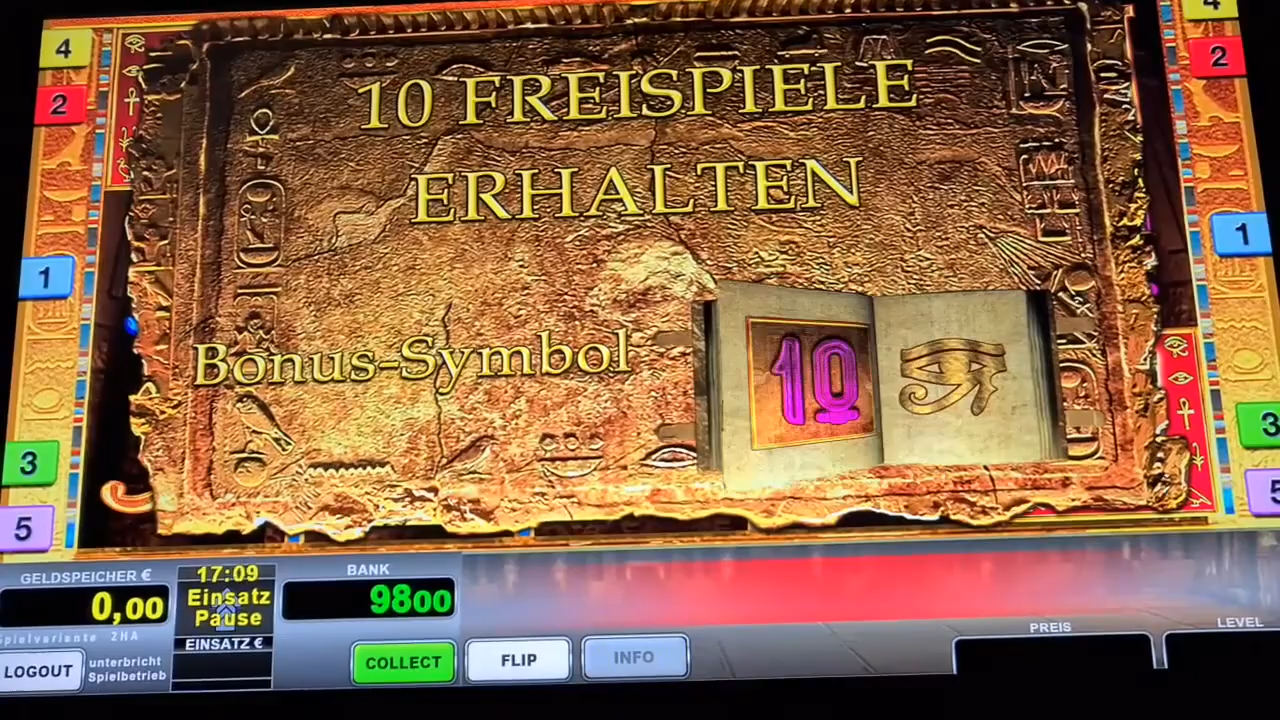 4
4
2
2
10 FREISPIELE
ERHALTEN
1
1
Bonus-Symbol
10
3
3
5
5
GELDSPEICHER €
0,00
17:09
Einsatz
Pause
BANK
9800
Spielvariante 2HA
EINSATZ €
LOGOUT
unterbricht
Spielbetrieb
COLLECT
FLIP
INFO
PREIS
LEVEL